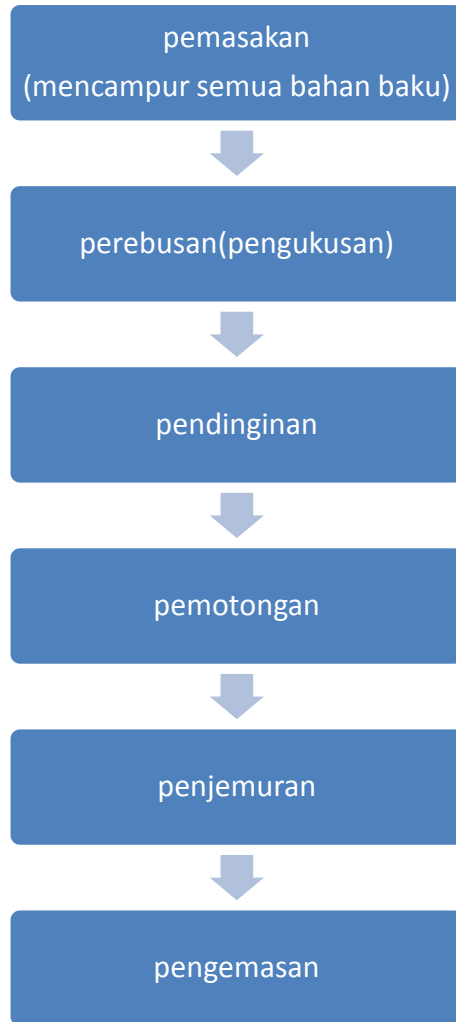 pemasakan
(mencampur semua bahan baku)
perebusan(pengukusan)
pendinginan
pemotongan
penjemuran
pengemasan